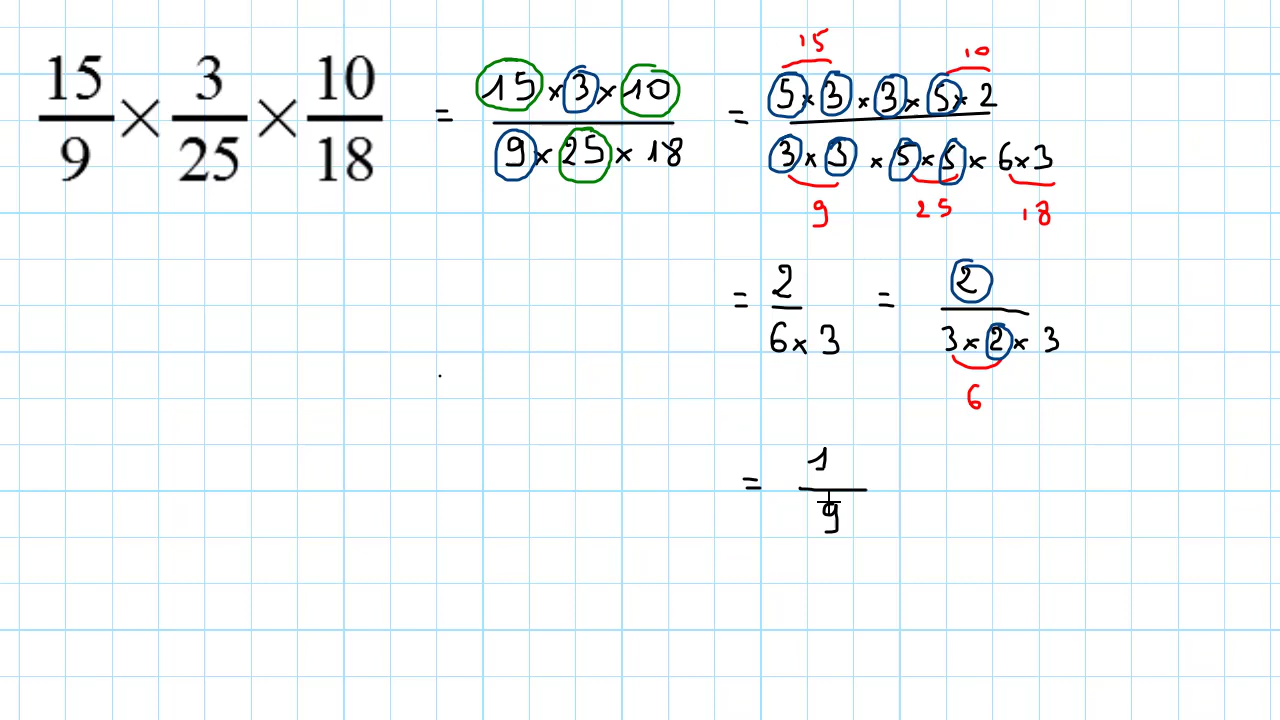 15/9 × 3/25 × 10/18 = (15 × 3 × 10)/(9 × 25 × 18) = (5 × 3 × 3 × 5 × 2)/(3 × 3 × 5 × 5 × 6 × 3)
15 10
9 25 18
= 2/(6 × 3) = 2/(3 × 2 × 3)
6
= 1/9